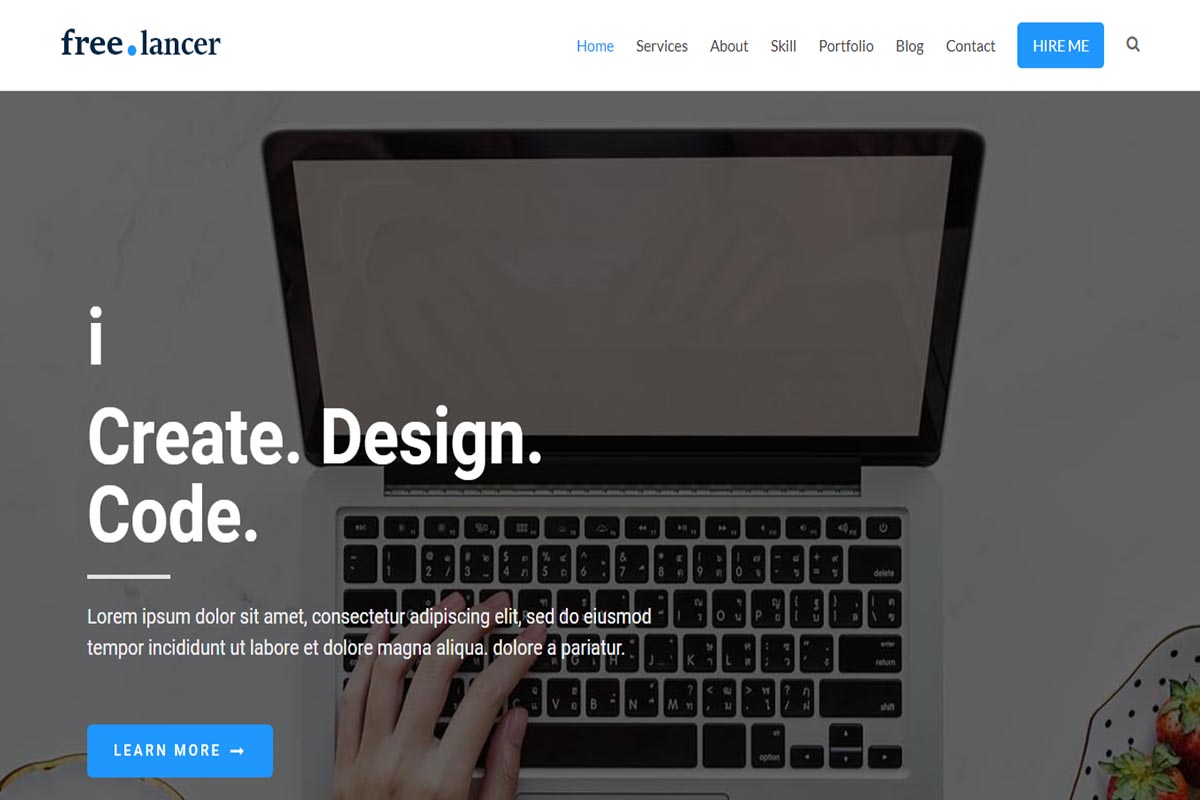 free.lancer
Home Services About Skill Portfolio Blog Contact HIRE ME
i
Create. Design.
Code.
Lorem ipsum dolor sit amet, consectetur adipiscing elit, sed do eiusmod
tempor incididunt ut labore et dolore magna aliqua. dolore a pariatur.
LEARN MORE →